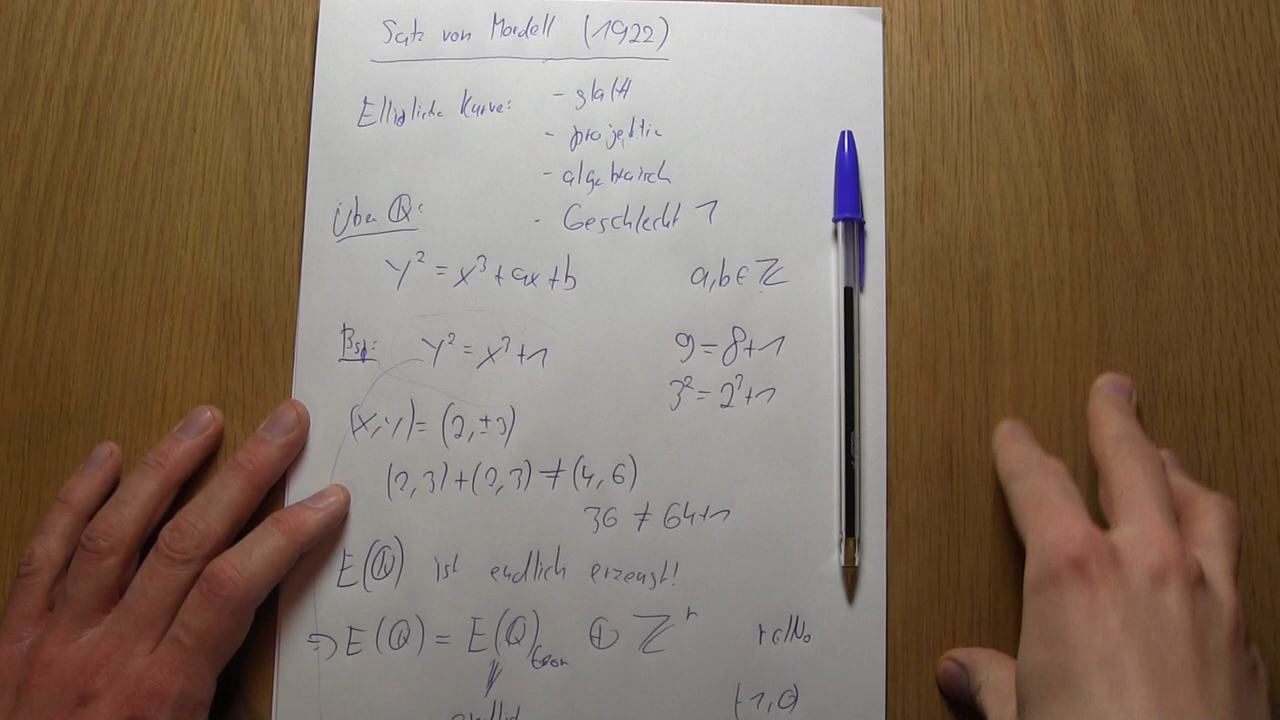 Satz von Mordell (1922)
Elliptische Kurve: - glatt
- projektiv
- algebraisch
Über ℚ: - Geschlecht 1
y² = x³ + ax + b a,b ∈ ℤ
Bsp: y² = x³ + 1 9 = 8 + 1
3² = 2³ + 1
(x,y) = (2, ±3)
(2,3) + (2,3) ≠ (4,6)
36 ≠ 64 + 1
E(ℚ) ist endlich erzeugt!
⇒ E(ℚ) = E(ℚ)tors ⊕ ℤʳ r ∈ ℕ₀
endlich (-1,0)